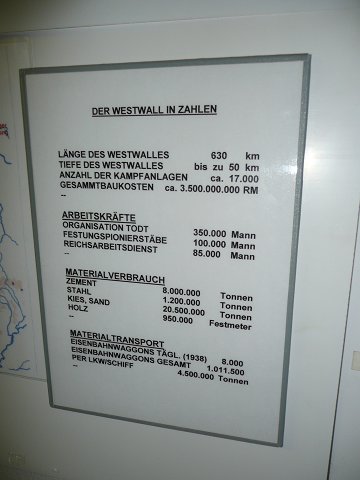 DER WESTWALL IN ZAHLEN
LÄNGE DES WESTWALLES 630 km
TIEFE DES WESTWALLES bis zu 50 km
ANZAHL DER KAMPFANLAGEN ca. 17.000
GESAMMTBAUKOSTEN ca. 3.500.000.000 RM
--
ARBEITSKRÄFTE
ORGANISATION TODT 350.000 Mann
FESTUNGSPIONIERSTÄBE 100.000 Mann
REICHSARBEITSDIENST 85.000 Mann
--
MATERIALVERBRAUCH
ZEMENT 8.000.000 Tonnen
STAHL 1.200.000 Tonnen
KIES, SAND 20.500.000 Tonnen
HOLZ 950.000 Festmeter
--
MATERIALTRANSPORT
EISENBAHNWAGGONS TÄGL. (1938) 8.000
EISENBAHNWAGGONS GESAMT 1.011.500
PER LKW/SCHIFF 4.500.000 Tonnen
--